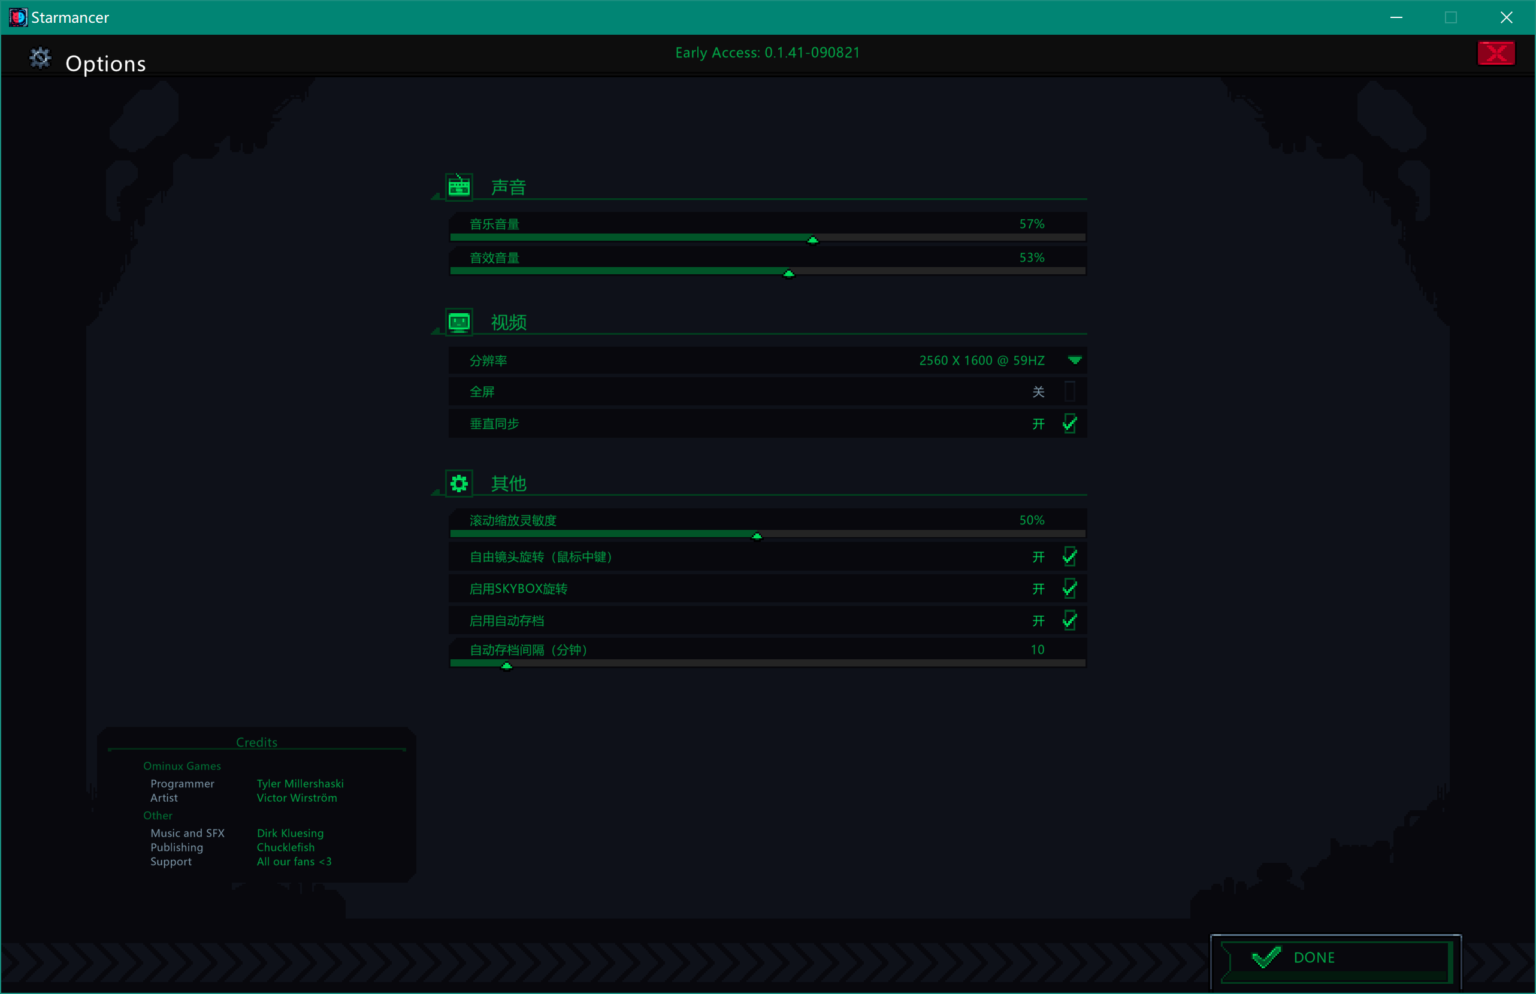 Starmancer
Options
Early Access: 0.1.41-090821
声音
音乐音量 57%
音效音量 53%
视频
分辨率 2560 X 1600 @ 59HZ
全屏 关
垂直同步 开
其他
滚动缩放灵敏度 50%
自由镜头旋转（鼠标中键） 开
启用SKYBOX旋转 开
启用自动存档 开
自动存档间隔（分钟） 10
Credits
Ominux Games
Programmer Tyler Millershaski
Artist Victor Wirström
Other
Music and SFX Dirk Kluesing
Publishing Chucklefish
Support All our fans <3
DONE